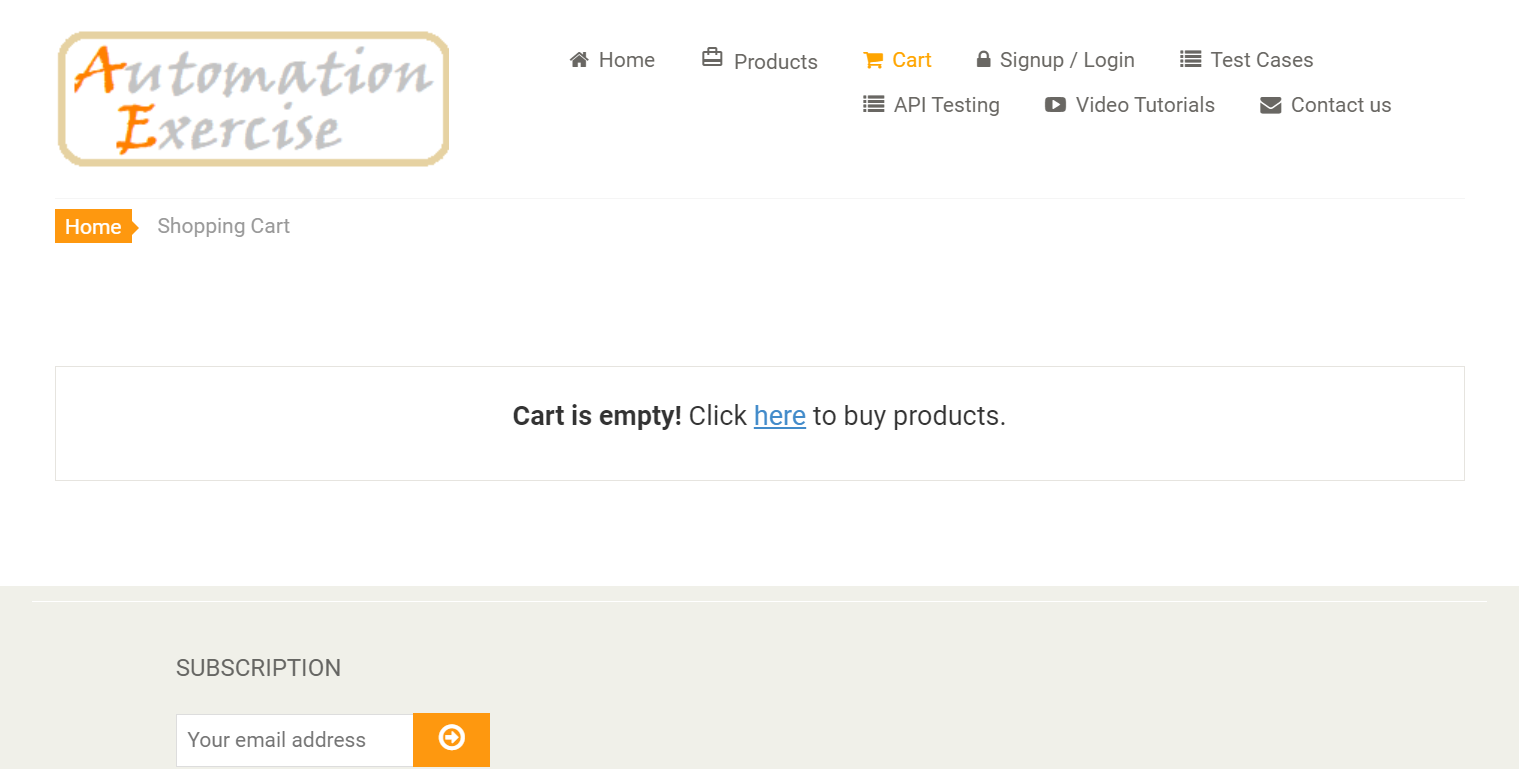 Automation
Exercise
Home Products Cart Signup / Login Test Cases
API Testing Video Tutorials Contact us
Home Shopping Cart
Cart is empty! Click here to buy products.
SUBSCRIPTION
Your email address